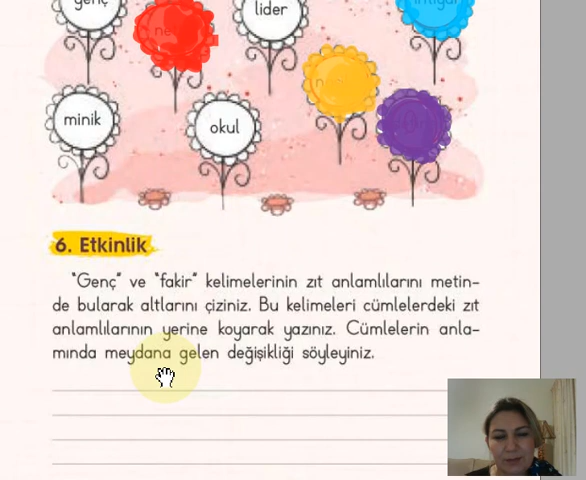 genç
lider
minik
okul
6. Etkinlik
"Genç" ve "fakir" kelimelerinin zıt anlamlılarını metin-
de bularak altlarını çiziniz. Bu kelimeleri cümlelerdeki zıt
anlamlılarının yerine koyarak yazınız. Cümlelerin anla-
mında meydana gelen değişikliği söyleyiniz.